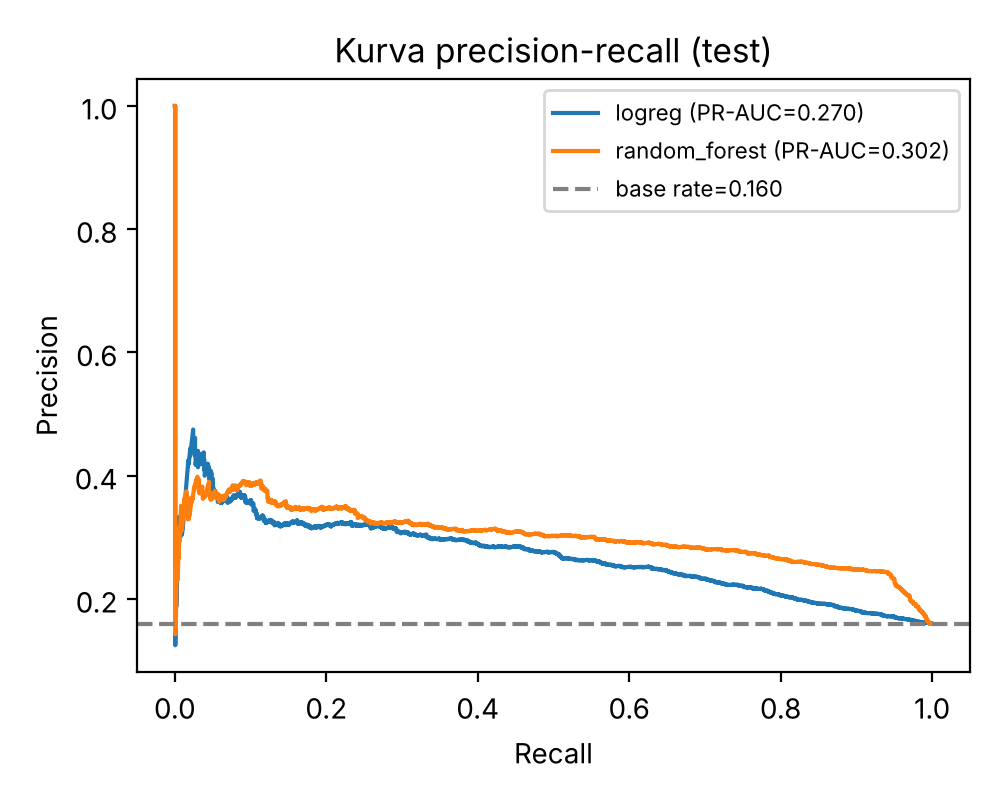 Kurva precision-recall (test)
logreg (PR-AUC=0.270)
random_forest (PR-AUC=0.302)
base rate=0.160
Precision
1.0
0.8
0.6
0.4
0.2
0.0 0.2 0.4 0.6 0.8 1.0
Recall